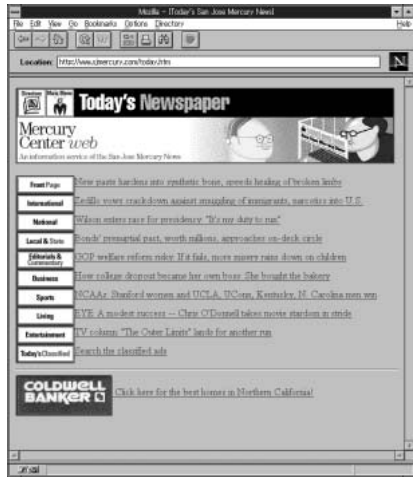 Mozilla - [Today's San Jose Mercury News]
File Edit View Go Bookmarks Options Directory Help
Location: http://www.sjmercury.com/today.htm
N
Today's Newspaper
Mercury
Center web
An information service of the San Jose Mercury News
Front Page New paste hardens into synthetic bone, speeds healing of broken limbs
International Zedillo vows crackdown against smuggling of immigrants, narcotics into U.S.
National Wilson enters race for presidency: "It's my duty to run"
Local & State Bonds' prenuptial pact, worth millions, approaches on-deck circle
Editorials & Commentary GOP welfare reform risky: If it fails, more misery rains down on children
Business How college dropout became her own boss: She bought the bakery
Sports NCAAs: Stanford women and UCLA, UConn, Kentucky, N. Carolina men win
Living EYE: A modest success -- Chris O'Donnell takes movie stardom in stride
Entertainment TV column: "The Outer Limits" lands for another run
Today's Classified Search the classified ads
COLDWELL
BANKER Click here for the best homes in Northern California!